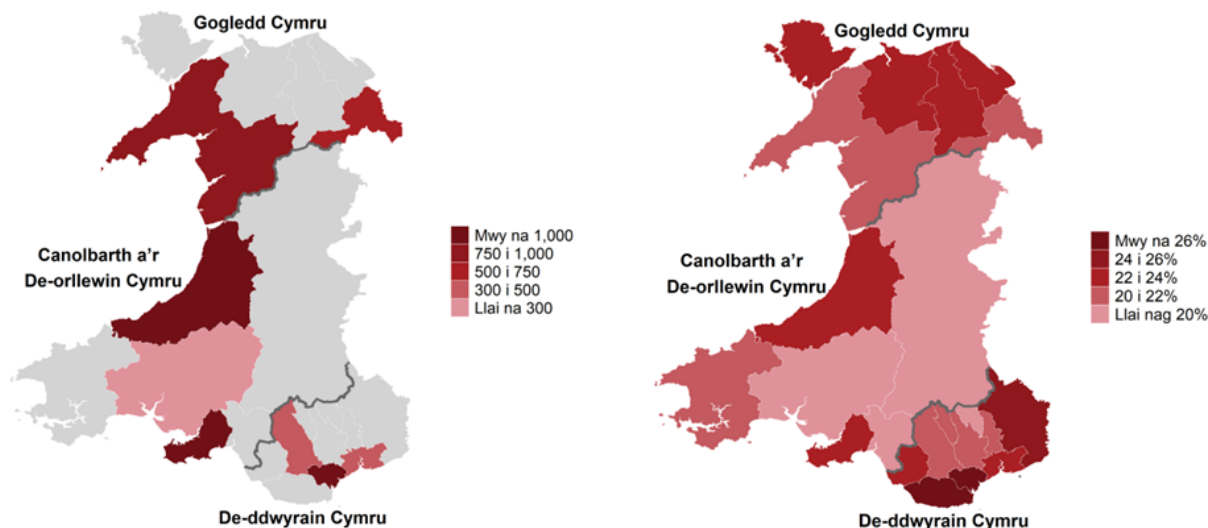 Gogledd Cymru
Canolbarth a'r
De-orllewin Cymru
De-ddwyrain Cymru
Mwy na 1,000
750 i 1,000
500 i 750
300 i 500
Llai na 300
Gogledd Cymru
Canolbarth a'r
De-orllewin Cymru
De-ddwyrain Cymru
Mwy na 26%
24 i 26%
22 i 24%
20 i 22%
Llai nag 20%